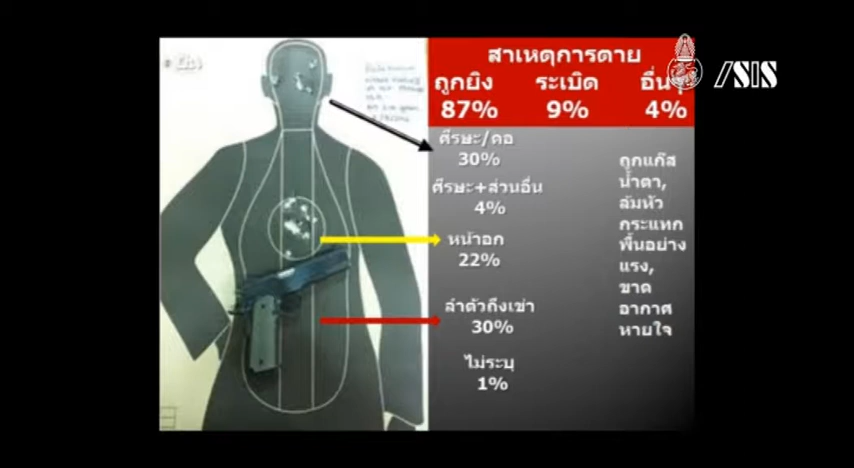 สาเหตุการตาย
ถูกยิง ระเบิด อื่นๆ
87% 9% 4%
/ISIS
ศีรษะ/คอ
30%
ศีรษะ+ส่วนอื่น
4%
หน้าอก
22%
ลำตัวถึงเข่า
30%
ไม่ระบุ
1%
ถูกแก๊ส
น้ำตา,
ล้มหัว
กระแทก
พื้นอย่าง
แรง,
ขาด
อากาศ
หายใจ